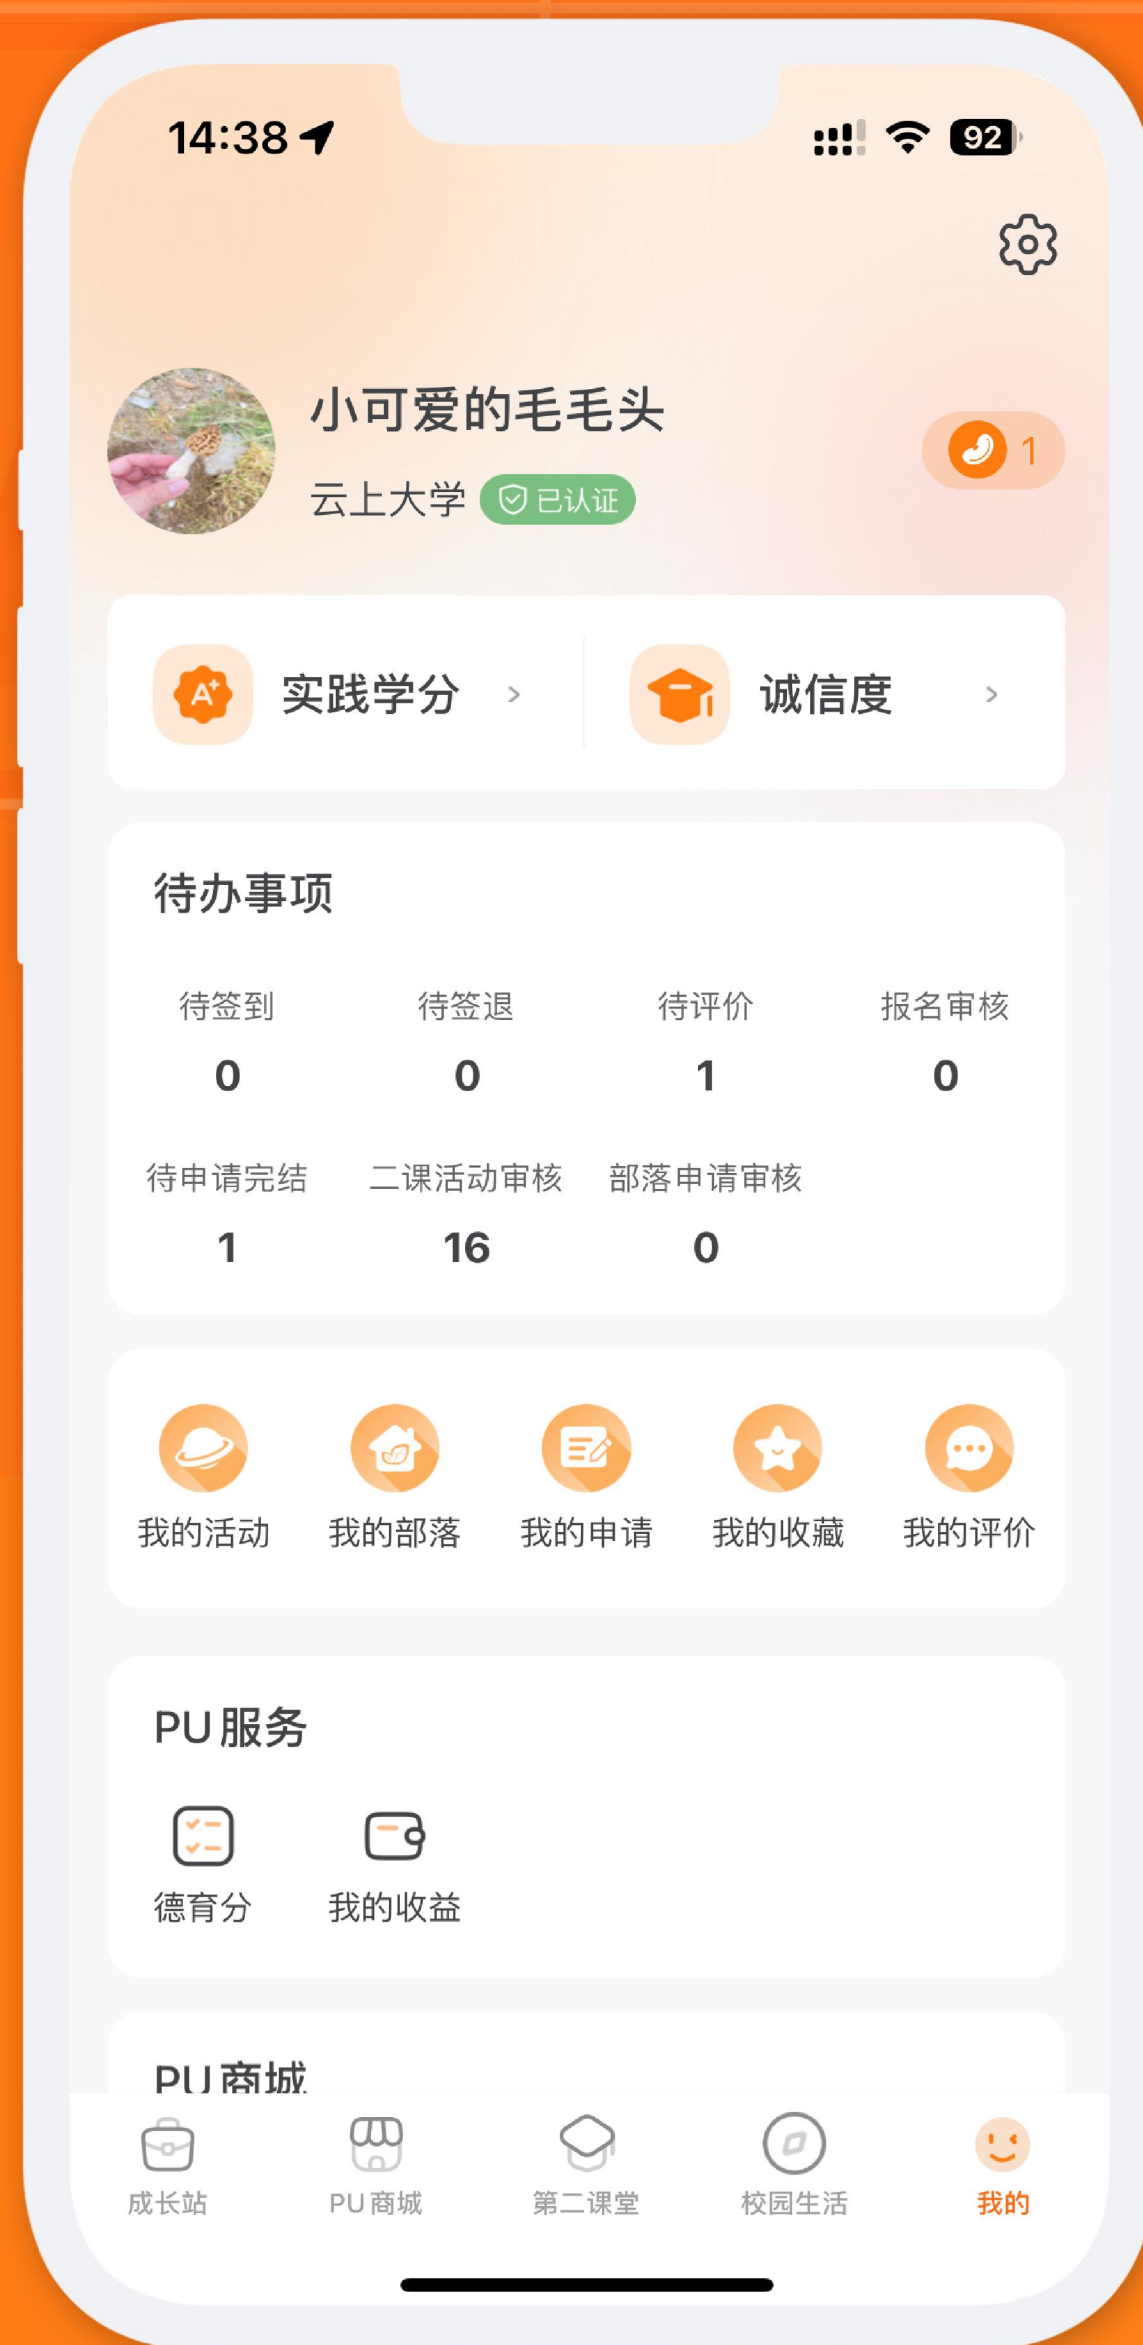 14:38
92
小可爱的毛毛头
1
云上大学 已认证
A+ 实践学分 诚信度
待办事项
待签到 待签退 待评价 报名审核
0 0 1 0
待申请完结 二课活动审核 部落申请审核
1 16 0
我的活动 我的部落 我的申请 我的收藏 我的评价
PU服务
德育分 我的收益
PU商城
成长站 PU商城 第二课堂 校园生活 我的